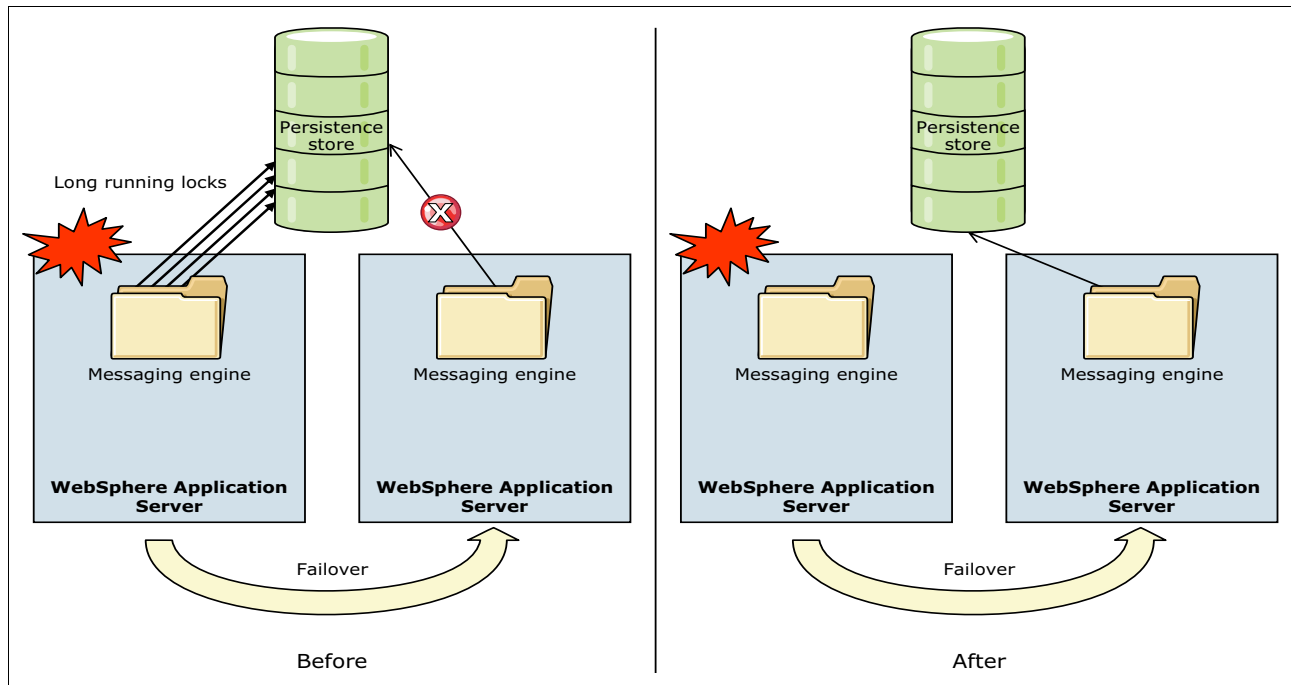 Persistence
store
Long running locks
X
Messaging engine
WebSphere Application
Server
Messaging engine
WebSphere Application
Server
Failover
Before
Persistence
store
Messaging engine
WebSphere Application
Server
Messaging engine
WebSphere Application
Server
Failover
After